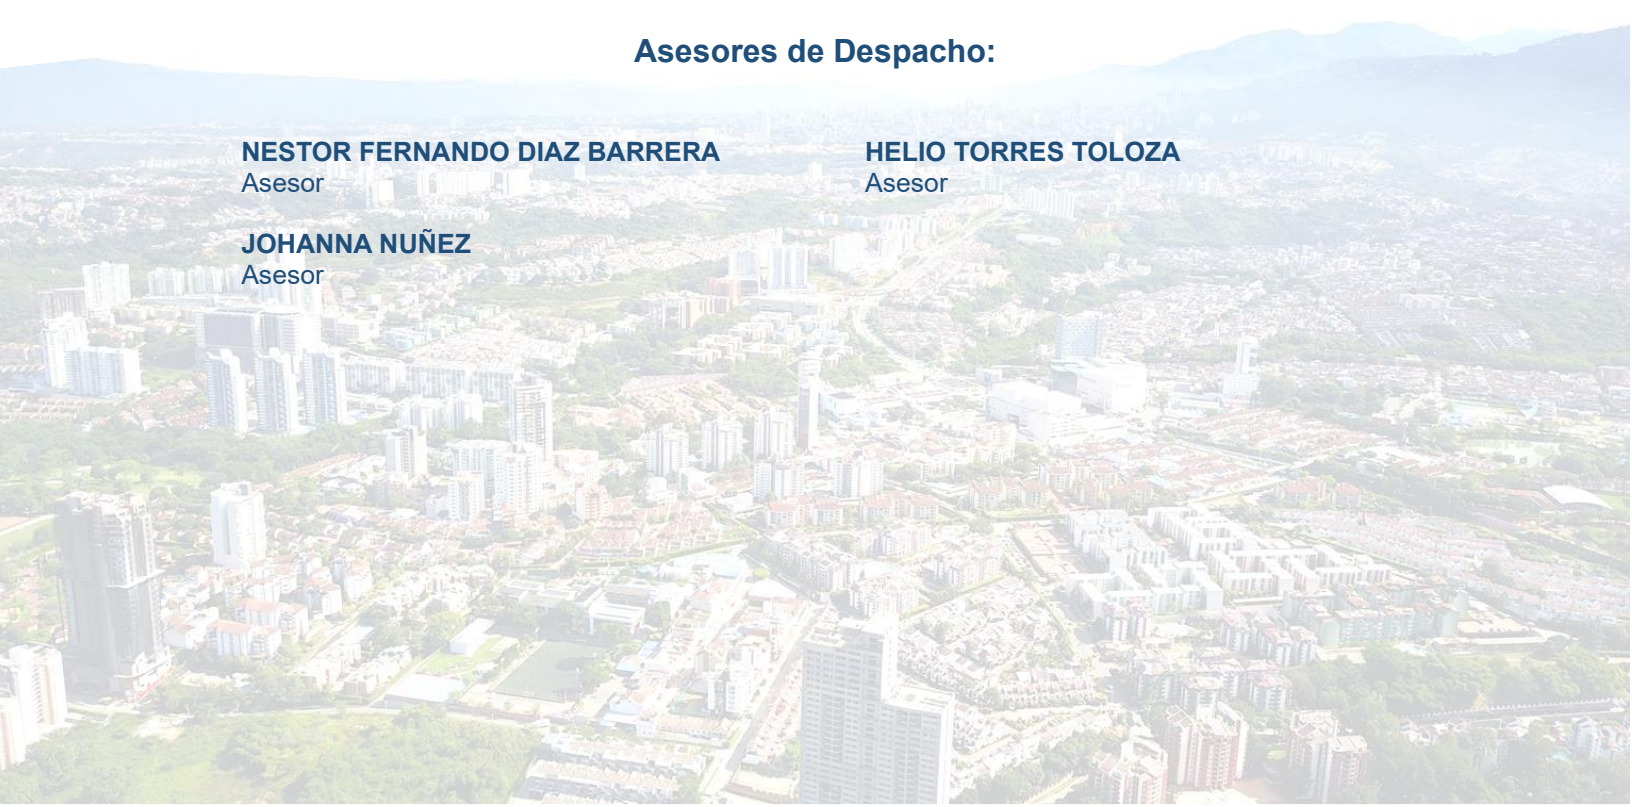 Asesores de Despacho:
NESTOR FERNANDO DIAZ BARRERA
Asesor
HELIO TORRES TOLOZA
Asesor
JOHANNA NUÑEZ
Asesor